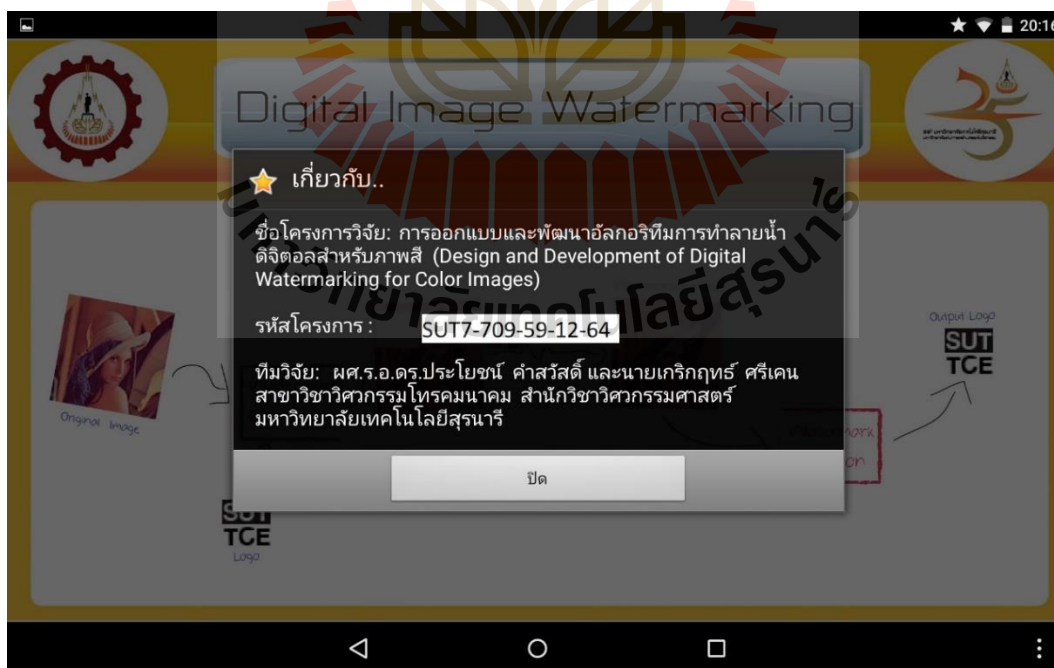 20:16
Digital Image Watermarking
เกี่ยวกับ..
ชื่อโครงการวิจัย: การออกแบบและพัฒนาอัลกอริทึมการทำลายน้ำ
ดิจิตอลสำหรับภาพสี (Design and Development of Digital
Watermarking for Color Images)
รหัสโครงการ : SUT7-709-59-12-64
ทีมวิจัย: ผศ.ร.อ.ดร.ประโยชน์ คำสวัสดิ์ และนายเกริกฤทธ์ ศรีเคน
สาขาวิชาวิศวกรรมโทรคมนาคม สำนักวิชาวิศวกรรมศาสตร์
มหาวิทยาลัยเทคโนโลยีสุรนารี
ปิด
Original Image
Output Logo
SUT
TCE
SUT
TCE
Logo
มหาวิทยาลัยเทคโนโลยีสุรนารี